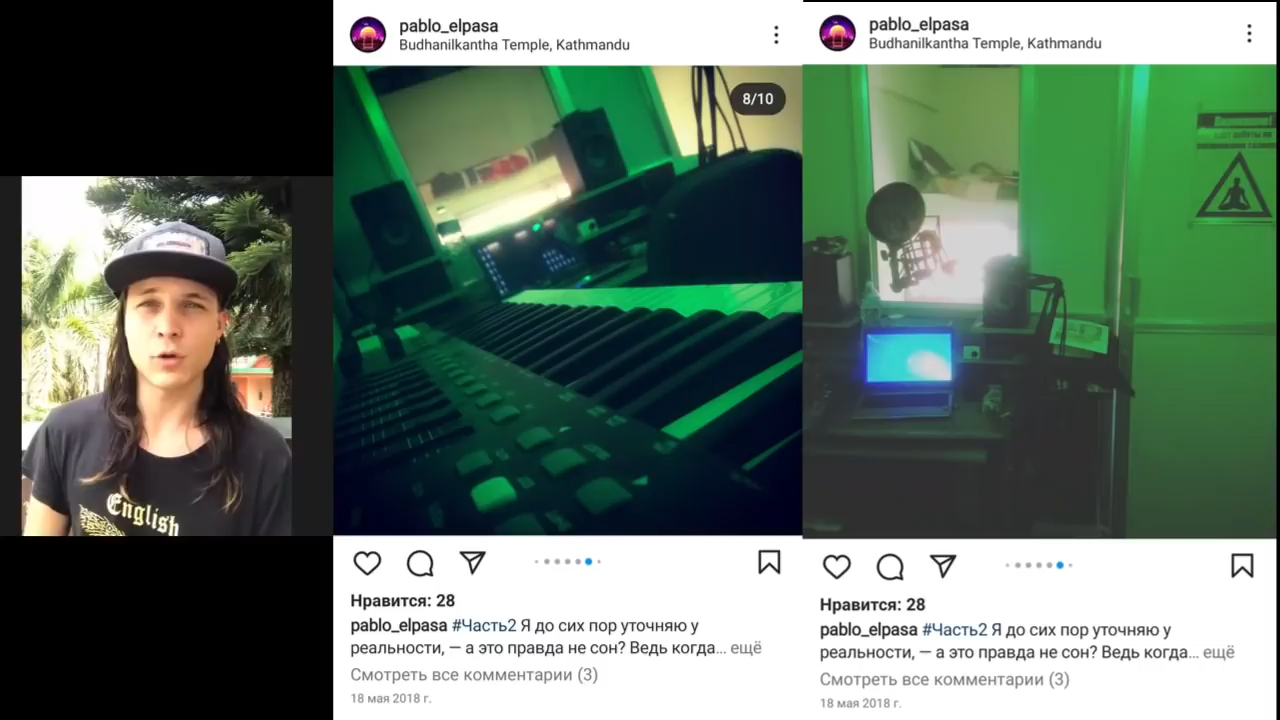 English
pablo_elpasa
Budhanilkantha Temple, Kathmandu
8/10
Нравится: 28
pablo_elpasa #Часть2 Я до сих пор уточняю у
реальности, — а это правда не сон? Ведь когда... ещё
Смотреть все комментарии (3)
18 мая 2018 г.
pablo_elpasa
Budhanilkantha Temple, Kathmandu
Нравится: 28
pablo_elpasa #Часть2 Я до сих пор уточняю у
реальности, — а это правда не сон? Ведь когда... ещё
Смотреть все комментарии (3)
18 мая 2018 г.